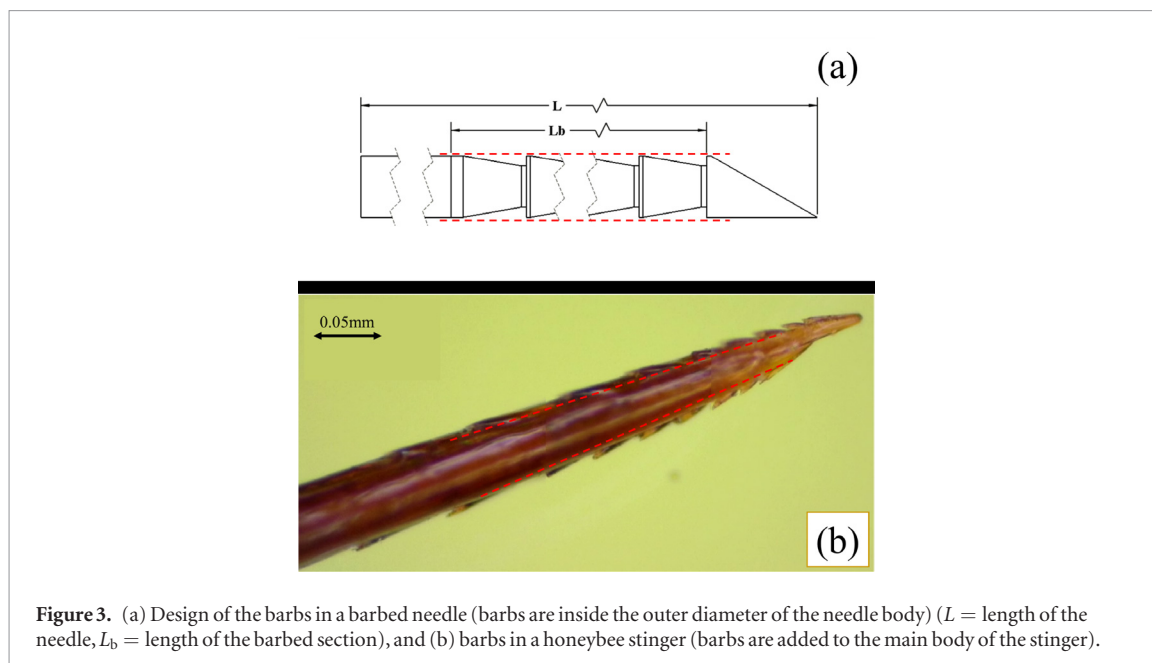 (a)
L
Lb
0.05mm
(b)
Figure 3. (a) Design of the barbs in a barbed needle (barbs are inside the outer diameter of the needle body) (L = length of the
needle, Lb = length of the barbed section), and (b) barbs in a honeybee stinger (barbs are added to the main body of the stinger).